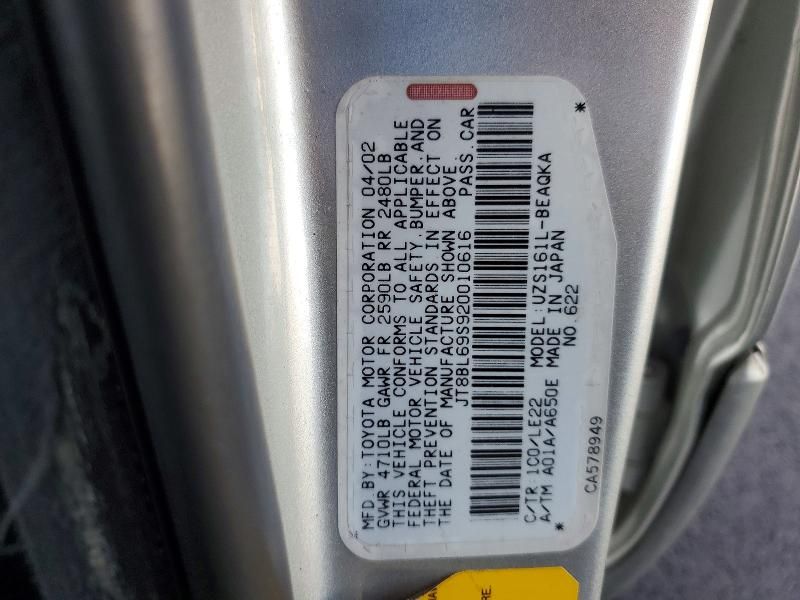 MFD.BY:TOYOTA MOTOR CORPORATION 04/02
GVWR 4710LB GAWR FR 2590LB RR 2480LB
THIS VEHICLE CONFORMS TO ALL APPLICABLE
FEDERAL MOTOR VEHICLE SAFETY,BUMPER,AND
THEFT PREVENTION STANDARDS IN EFFECT ON
THE DATE OF MANUFACTURE SHOWN ABOVE.
JT8BL69S920010616 PASS.CAR
C/TR:1C0/LE22 MODEL:UZS161L-BEAQKA
A/TM A01A/A650E MADE IN JAPAN
* NO.622 *
CA578949
RE.